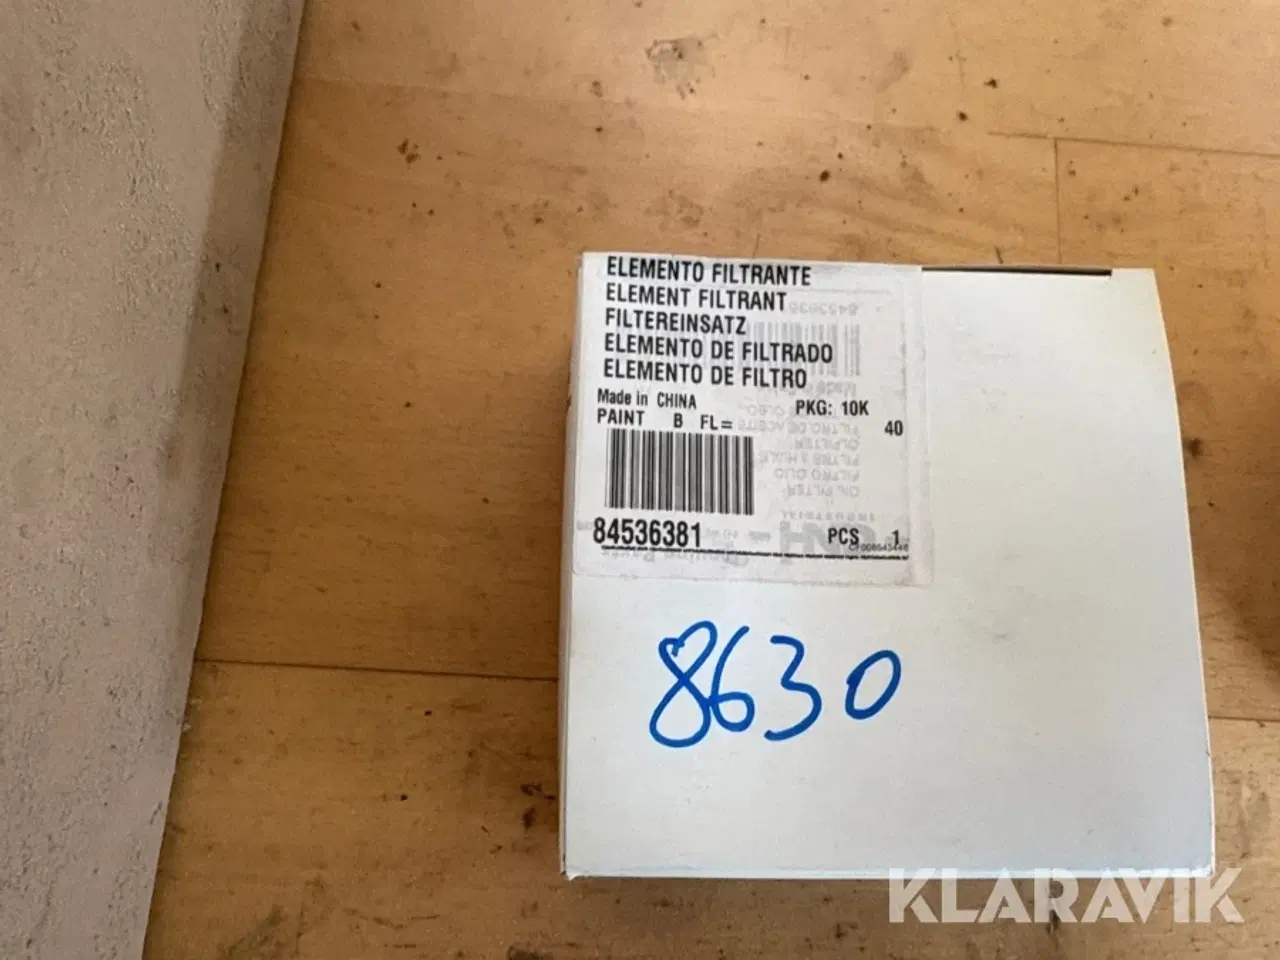 ELEMENTO FILTRANTE
ELEMENT FILTRANT
FILTEREINSATZ
ELEMENTO DE FILTRADO
ELEMENTO DE FILTRO
Made in CHINA PKG: 10K
PAINT B FL= 40
84536381 PCS 1
8630
KLARAVIK